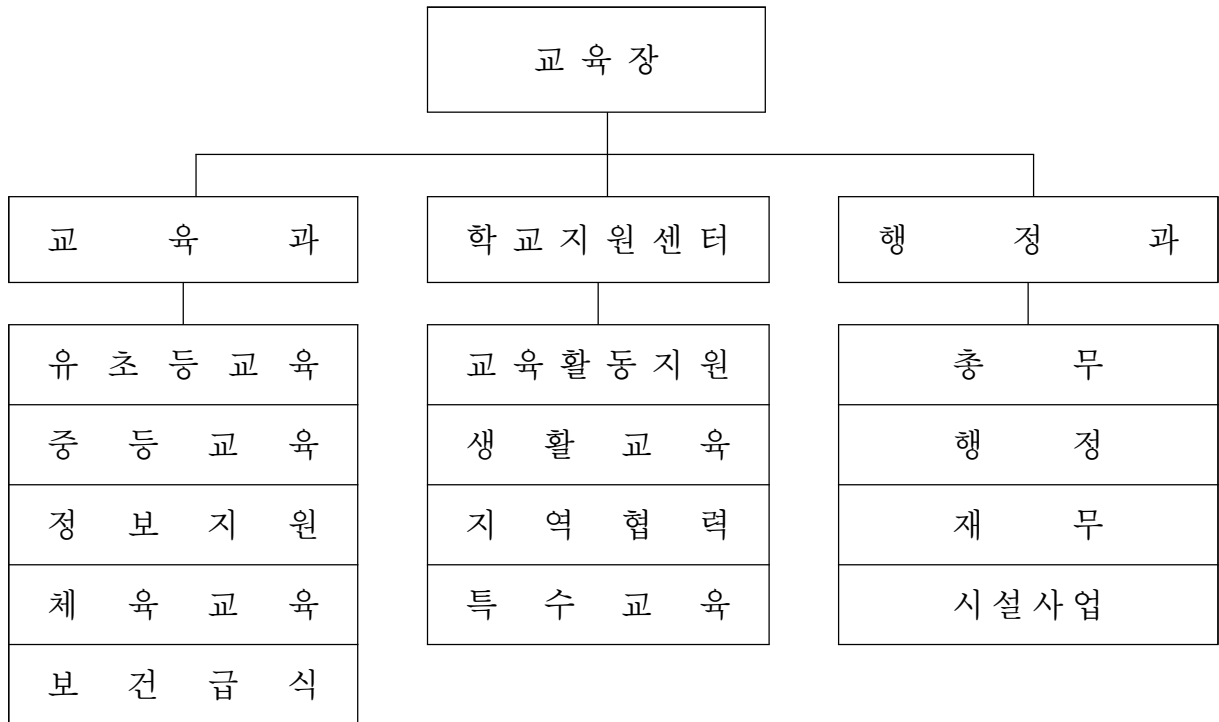 교육장
교육과
학교지원센터
행정과
유초등교육
중등교육
정보지원
체육교육
보건급식
교육활동지원
생활교육
지역협력
특수교육
총무
행정
재무
시설사업